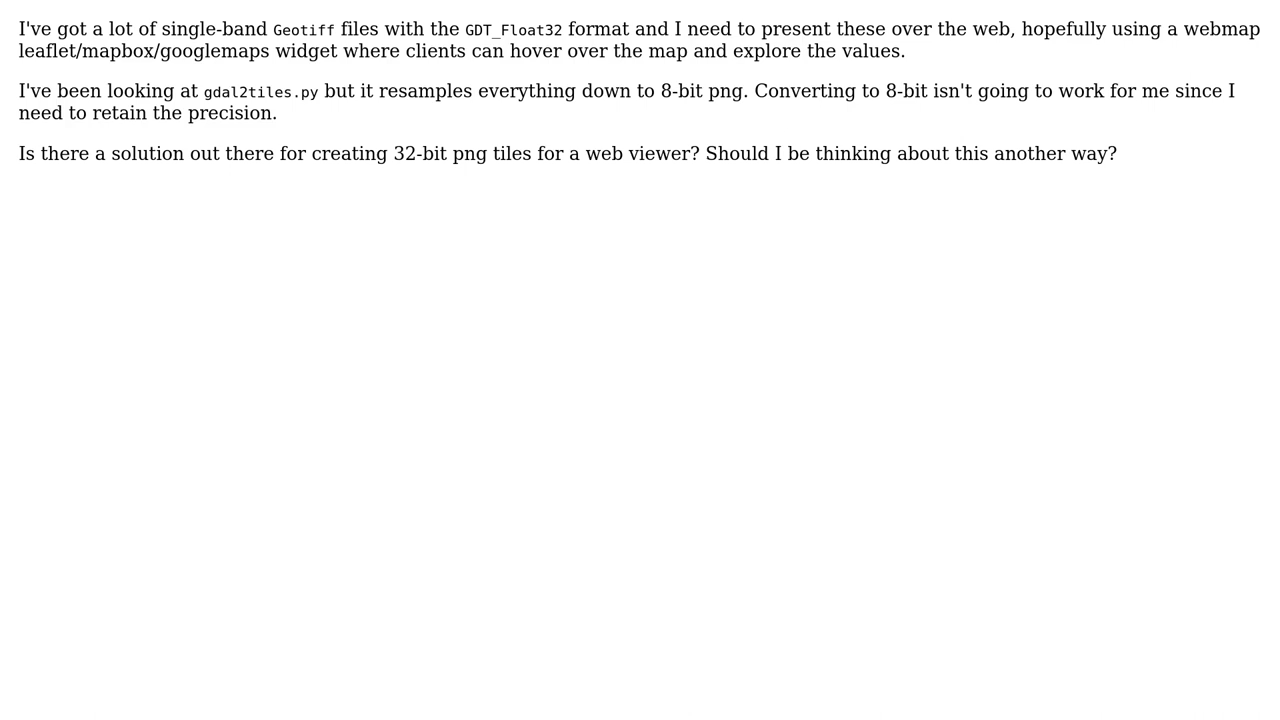 I've got a lot of single-band Geotiff files with the GDT_Float32 format and I need to present these over the web, hopefully using a webmap
leaflet/mapbox/googlemaps widget where clients can hover over the map and explore the values.
I've been looking at gdal2tiles.py but it resamples everything down to 8-bit png. Converting to 8-bit isn't going to work for me since I
need to retain the precision.
Is there a solution out there for creating 32-bit png tiles for a web viewer? Should I be thinking about this another way?